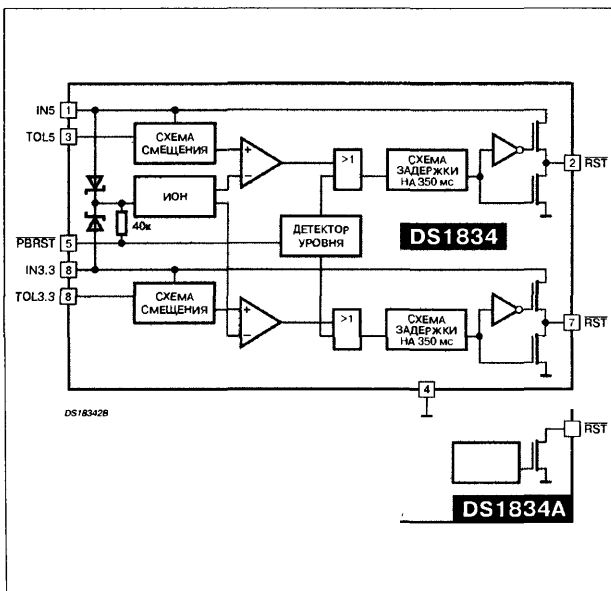 IN5 1
TOL5 3
СХЕМА
СМЕЩЕНИЯ
+
−
>1
СХЕМА
ЗАДЕРЖКИ
НА 350 мс
2 RST
ИОН
40к
ДЕТЕКТОР
УРОВНЯ
DS1834
PBRST 5
IN3.3 8
TOL3.3 8
СХЕМА
СМЕЩЕНИЯ
+
−
>1
СХЕМА
ЗАДЕРЖКИ
НА 350 мс
7 RST
4
DS18342B
RST
DS1834A